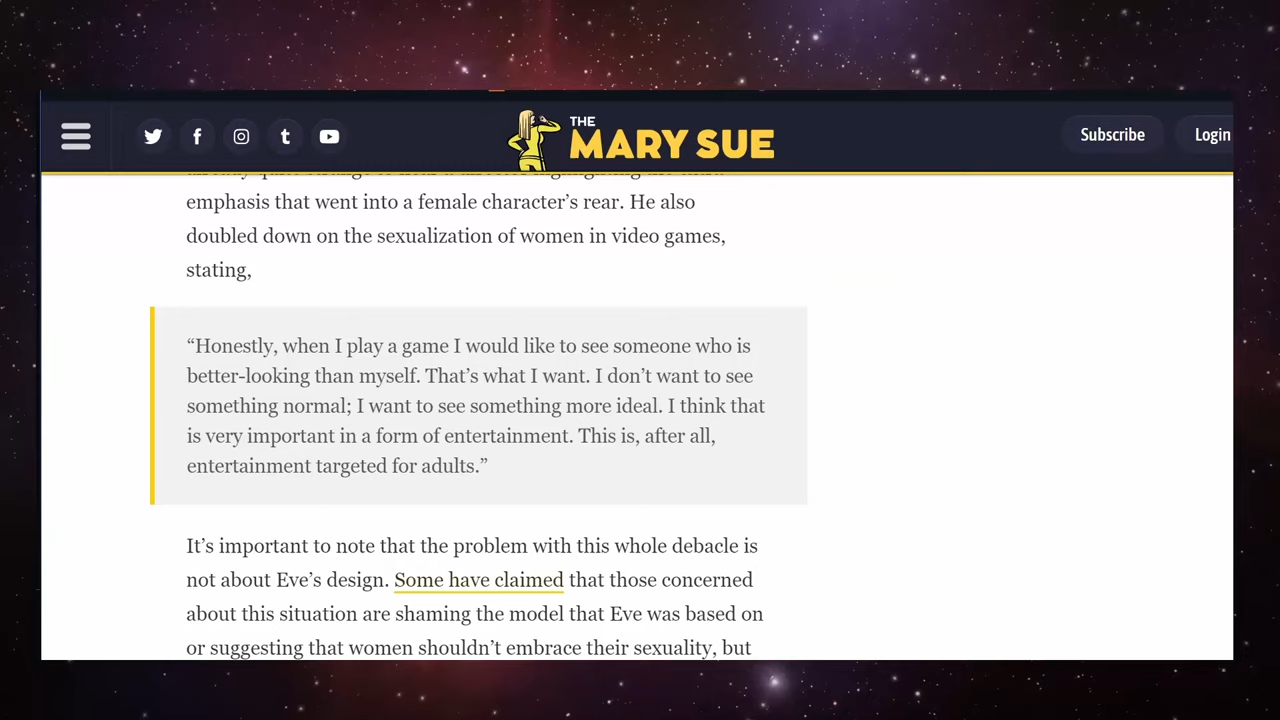 THE
MARY SUE
Subscribe
Login
emphasis that went into a female character’s rear. He also
doubled down on the sexualization of women in video games,
stating,
“Honestly, when I play a game I would like to see someone who is
better-looking than myself. That’s what I want. I don’t want to see
something normal; I want to see something more ideal. I think that
is very important in a form of entertainment. This is, after all,
entertainment targeted for adults.”
It’s important to note that the problem with this whole debacle is
not about Eve’s design. Some have claimed that those concerned
about this situation are shaming the model that Eve was based on
or suggesting that women shouldn’t embrace their sexuality, but